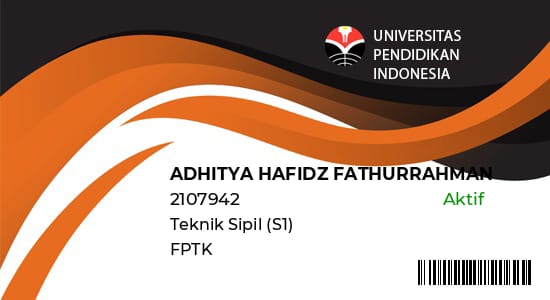 UNIVERSITAS
PENDIDIKAN
INDONESIA
ADHITYA HAFIDZ FATHURRAHMAN
2107942 Aktif
Teknik Sipil (S1)
FPTK